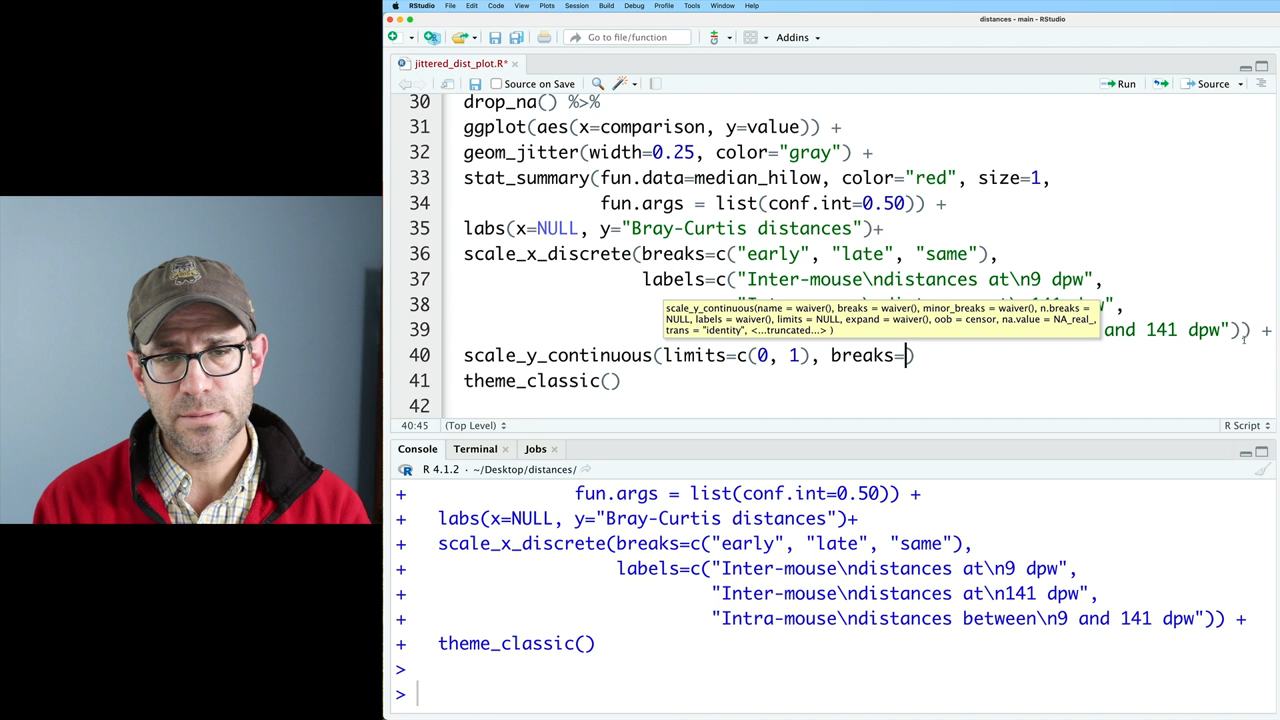 RStudio File Edit Code View Plots Session Build Debug Profile Tools Window Help
distances - main - RStudio
Go to file/function Addins
jittered_dist_plot.R*
Source on Save Run Source
30 drop_na() %>%
31 ggplot(aes(x=comparison, y=value)) +
32 geom_jitter(width=0.25, color="gray") +
33 stat_summary(fun.data=median_hilow, color="red", size=1,
34 fun.args = list(conf.int=0.50)) +
35 labs(x=NULL, y="Bray-Curtis distances")+
36 scale_x_discrete(breaks=c("early", "late", "same"),
37 labels=c("Inter-mouse\ndistances at\n9 dpw",
38
scale_y_continuous(name = waiver(), breaks = waiver(), minor_breaks = waiver(), n.breaks =
NULL, labels = waiver(), limits = NULL, expand = waiver(), oob = censor, na.value = NA_real_,
trans = "identity", <...truncated...> )
39 and 141 dpw")) +
40 scale_y_continuous(limits=c(0, 1), breaks=)
41 theme_classic()
42
40:45 (Top Level) R Script
Console Terminal Jobs
R 4.1.2 · ~/Desktop/distances/
+ fun.args = list(conf.int=0.50)) +
+ labs(x=NULL, y="Bray-Curtis distances")+
+ scale_x_discrete(breaks=c("early", "late", "same"),
+ labels=c("Inter-mouse\ndistances at\n9 dpw",
+ "Inter-mouse\ndistances at\n141 dpw",
+ "Intra-mouse\ndistances between\n9 and 141 dpw")) +
+ theme_classic()
>
>